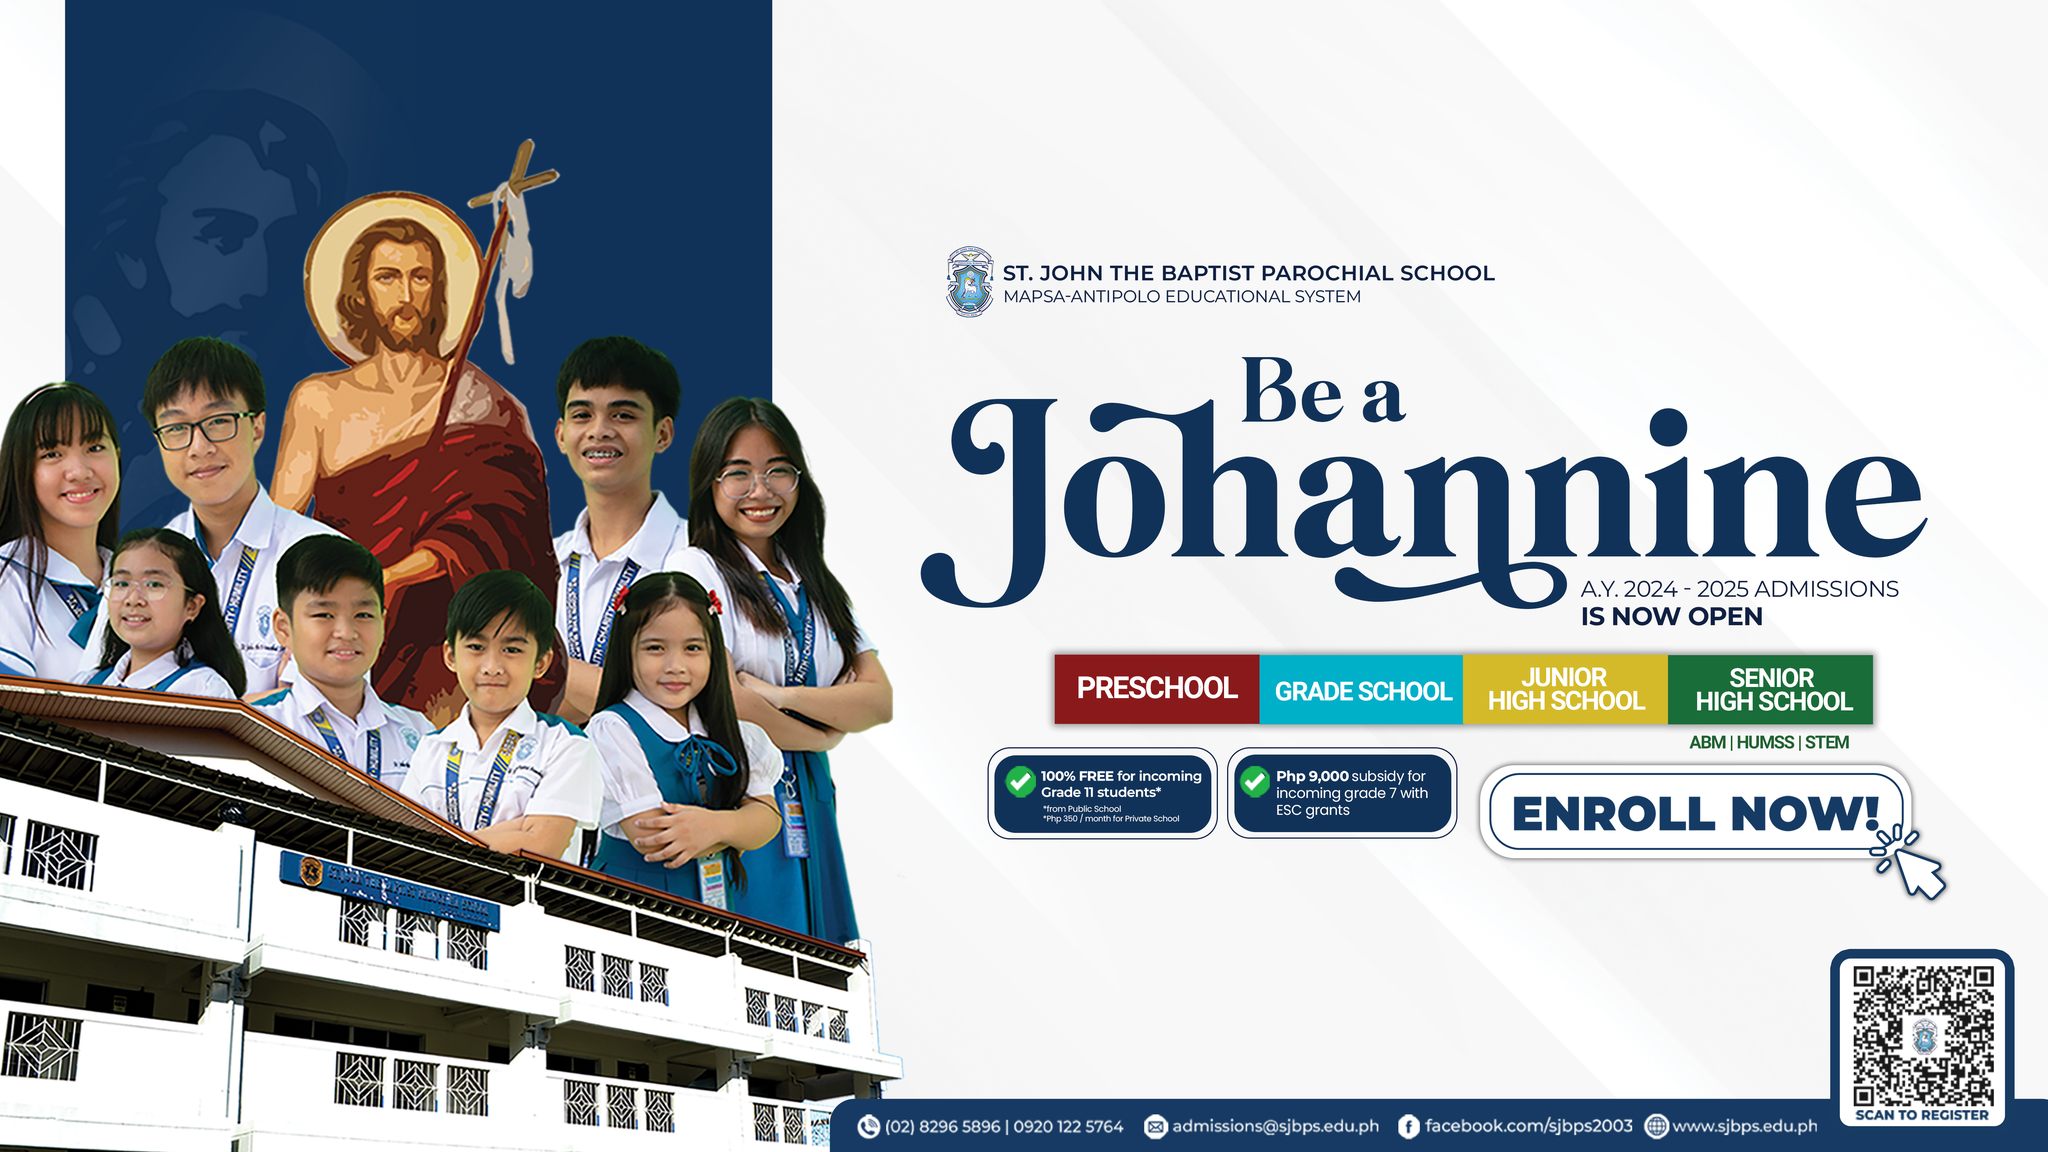 ST. JOHN THE BAPTIST PAROCHIAL SCHOOL
MAPSA-ANTIPOLO EDUCATIONAL SYSTEM
Be a
Johannine
A.Y. 2024 - 2025 ADMISSIONS
IS NOW OPEN
PRESCHOOL
GRADE SCHOOL
JUNIOR
HIGH SCHOOL
SENIOR
HIGH SCHOOL
ABM | HUMSS | STEM
100% FREE for incoming
Grade 11 students*
*from Public School
*Php 350 / month for Private School
Php 9,000 subsidy for
incoming grade 7 with
ESC grants
ENROLL NOW!
SCAN TO REGISTER
(02) 8296 5896 | 0920 122 5764
admissions@sjbps.edu.ph
facebook.com/sjbps2003
www.sjbps.edu.ph